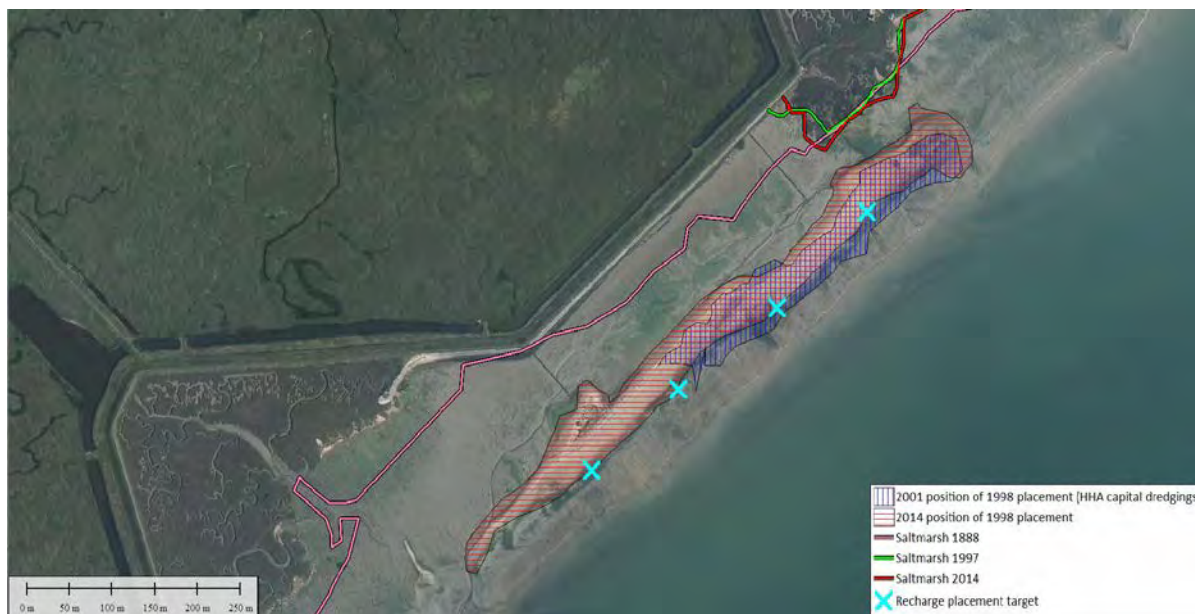 2001 position of 1998 placement [HHA capital dredgings
2014 position of 1998 placement
Saltmarsh 1888
Saltmarsh 1997
Saltmarsh 2014
Recharge placement target
0 m 50 m 100 m 150 m 200 m 250 m